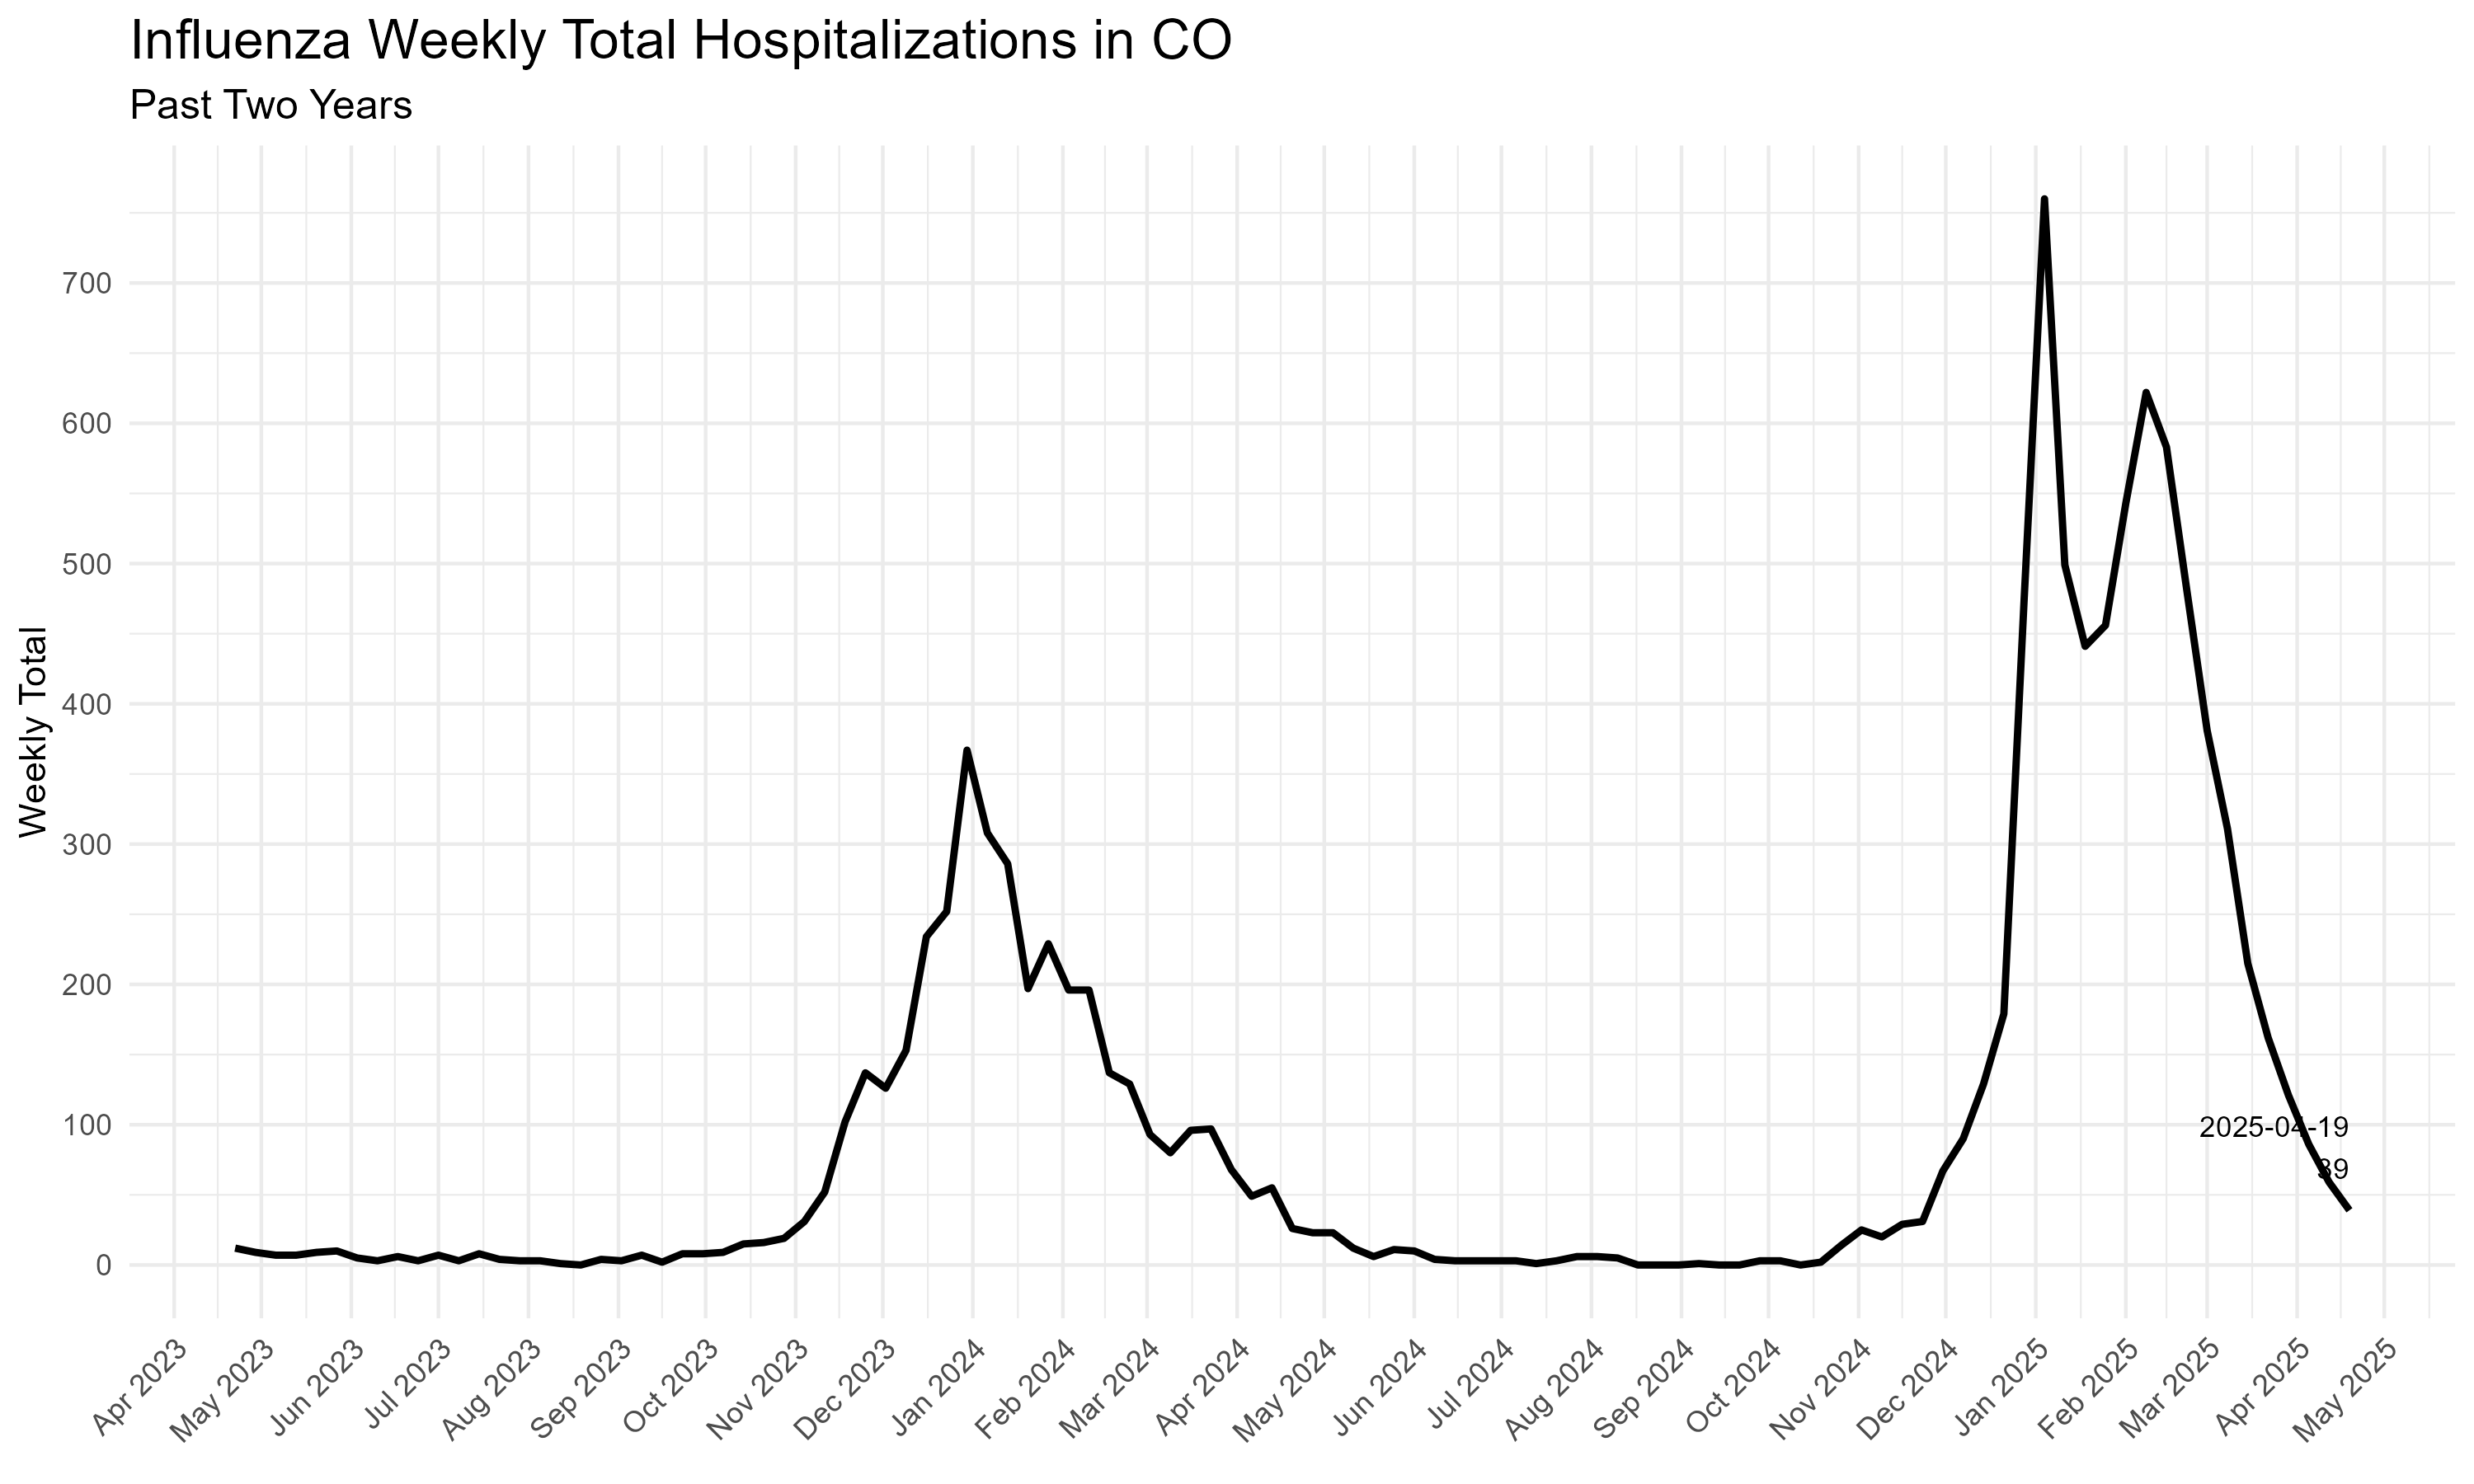 Influenza Weekly Total Hospitalizations in CO
Past Two Years
Weekly Total
700
600
500
400
300
200
100
0
2025-04-19
39
Apr 2023
May 2023
Jun 2023
Jul 2023
Aug 2023
Sep 2023
Oct 2023
Nov 2023
Dec 2023
Jan 2024
Feb 2024
Mar 2024
Apr 2024
May 2024
Jun 2024
Jul 2024
Aug 2024
Sep 2024
Oct 2024
Nov 2024
Dec 2024
Jan 2025
Feb 2025
Mar 2025
Apr 2025
May 2025